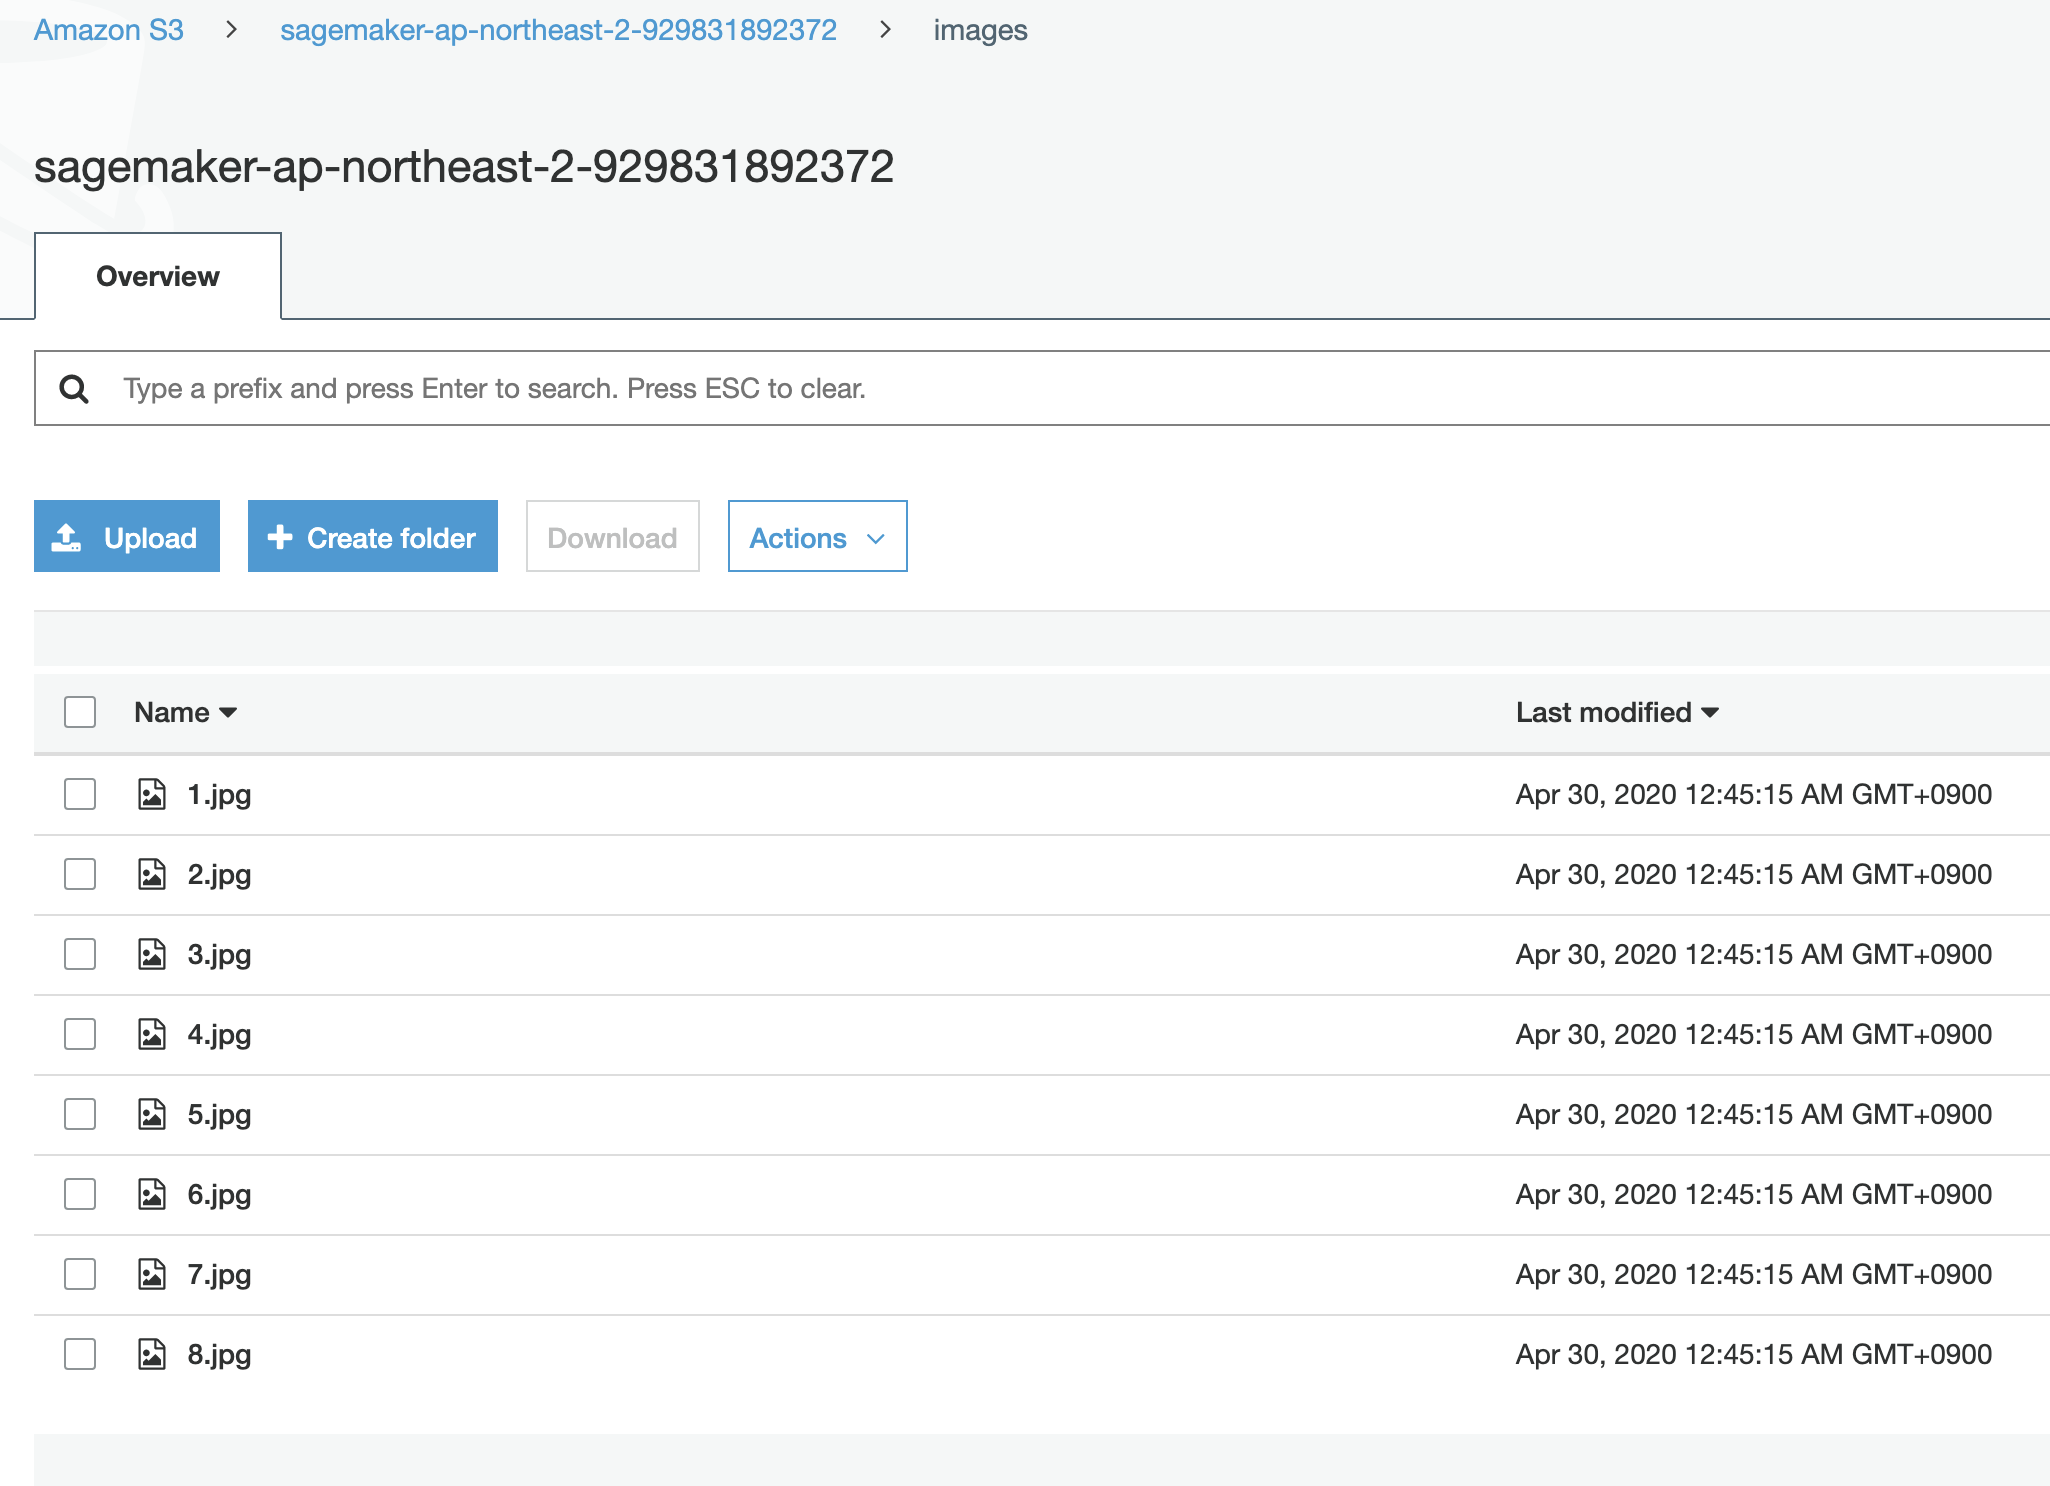 Amazon S3 > sagemaker-ap-northeast-2-929831892372 > images
sagemaker-ap-northeast-2-929831892372
Overview
Type a prefix and press Enter to search. Press ESC to clear.
Upload Create folder Download Actions
Name Last modified
1.jpg Apr 30, 2020 12:45:15 AM GMT+0900
2.jpg Apr 30, 2020 12:45:15 AM GMT+0900
3.jpg Apr 30, 2020 12:45:15 AM GMT+0900
4.jpg Apr 30, 2020 12:45:15 AM GMT+0900
5.jpg Apr 30, 2020 12:45:15 AM GMT+0900
6.jpg Apr 30, 2020 12:45:15 AM GMT+0900
7.jpg Apr 30, 2020 12:45:15 AM GMT+0900
8.jpg Apr 30, 2020 12:45:15 AM GMT+0900